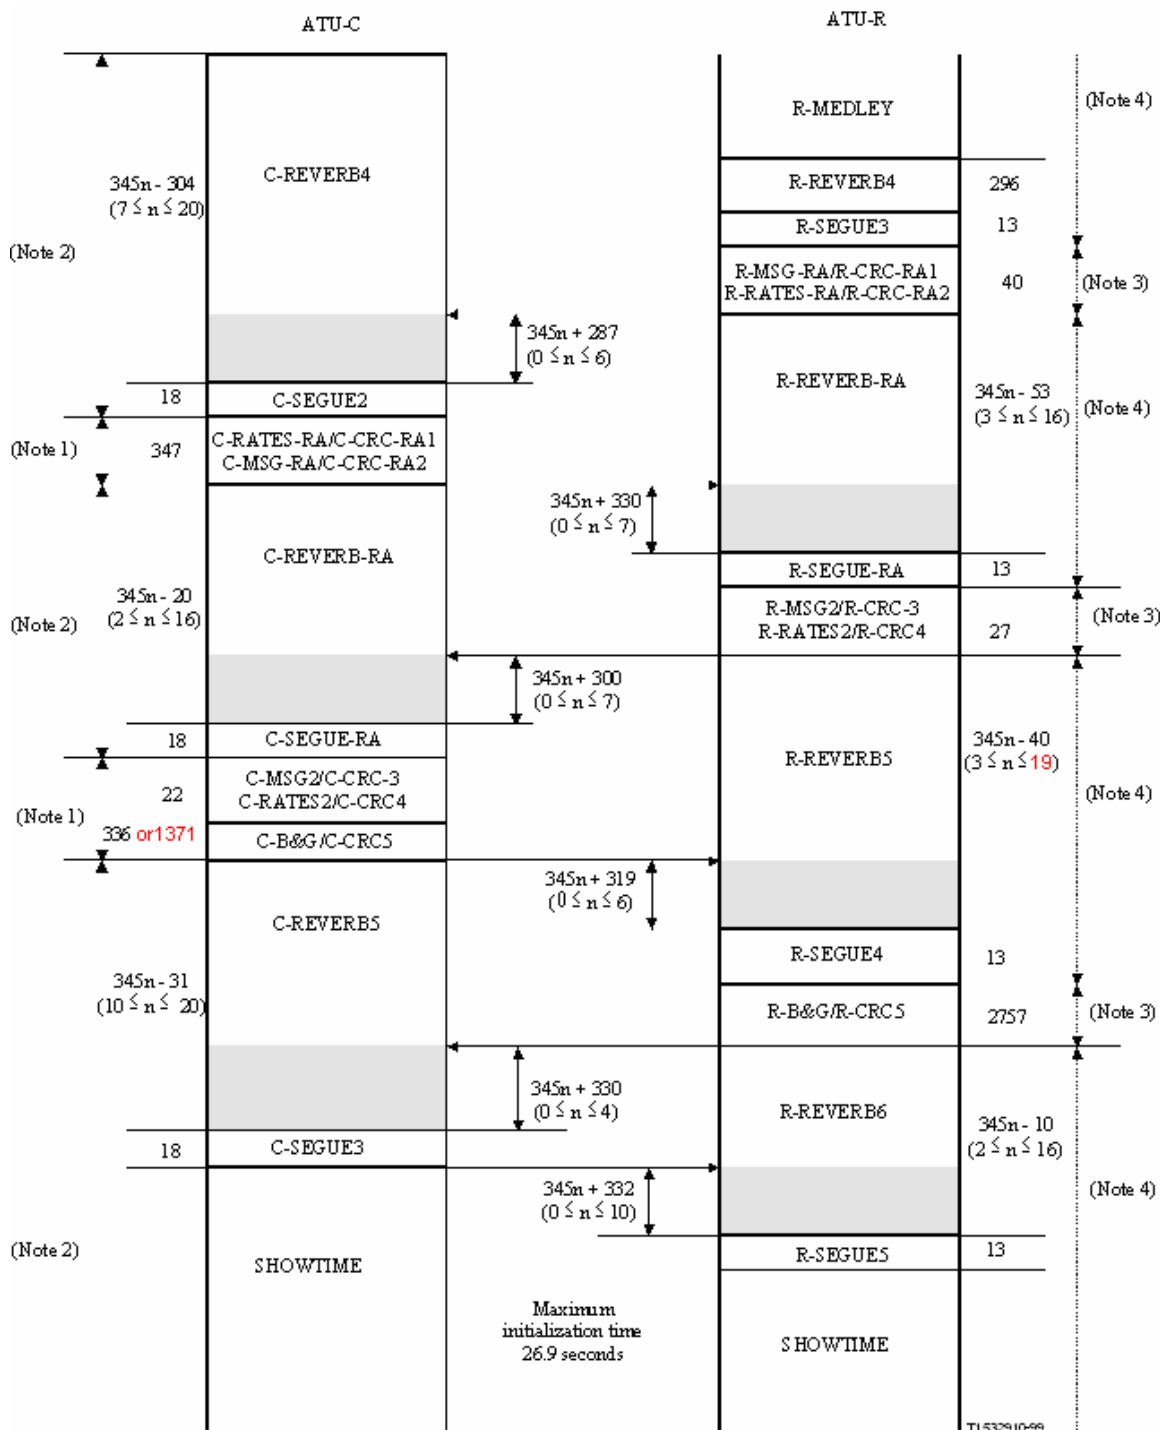 ATU-C
ATU-R
R-MEDLEY
(Note 4)
C-REVERB4
345n - 304
(7 ≤ n ≤ 20)
R-REVERB4
296
R-SEGUE3
13
(Note 2)
R-MSG-RA/R-CRC-RA1
R-RATES-RA/R-CRC-RA2
40
(Note 3)
345n + 287
(0 ≤ n ≤ 6)
R-REVERB-RA
345n - 53
(3 ≤ n ≤ 16)
(Note 4)
18
C-SEGUE2
(Note 1)
347
C-RATES-RA/C-CRC-RA1
C-MSG-RA/C-CRC-RA2
345n + 330
(0 ≤ n ≤ 7)
C-REVERB-RA
R-SEGUE-RA
13
345n - 20
(2 ≤ n ≤ 16)
(Note 2)
R-MSG2/R-CRC-3
R-RATES2/R-CRC4
27
(Note 3)
345n + 300
(0 ≤ n ≤ 7)
18
C-SEGUE-RA
R-REVERB5
345n - 40
(3 ≤ n ≤ 19)
(Note 4)
C-MSG2/C-CRC-3
C-RATES2/C-CRC4
22
(Note 1)
336 or1371
C-B&G/C-CRC5
345n + 319
(0 ≤ n ≤ 6)
C-REVERB5
R-SEGUE4
13
345n - 31
(10 ≤ n ≤ 20)
R-B&G/R-CRC5
2757
(Note 3)
345n + 330
(0 ≤ n ≤ 4)
R-REVERB6
345n - 10
(2 ≤ n ≤ 16)
18
C-SEGUE3
345n + 332
(0 ≤ n ≤ 10)
(Note 4)
(Note 2)
SHOWTIME
R-SEGUE5
13
Maximum
initialization time
26.9 seconds
SHOWTIME
T1532910-99